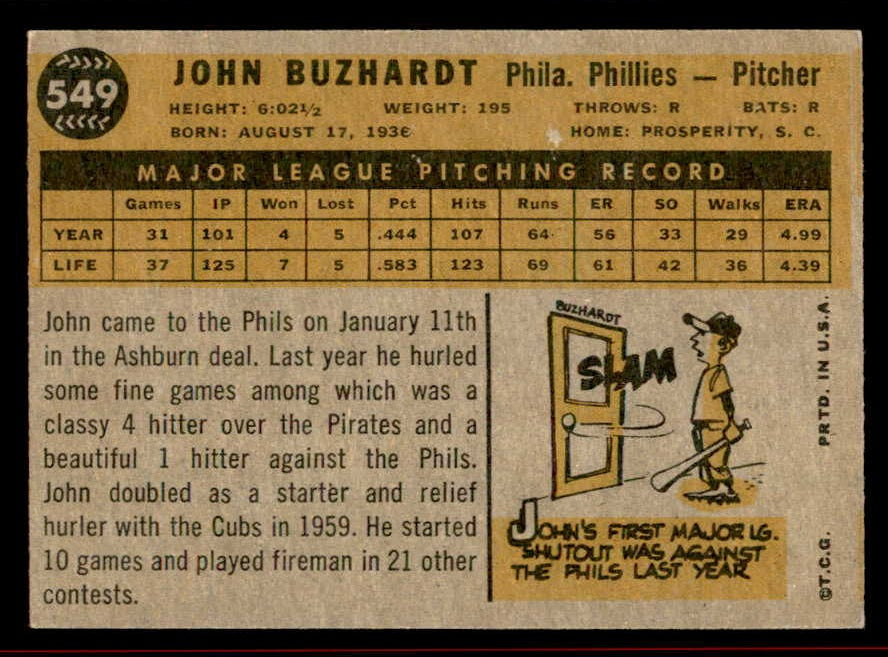 549
JOHN BUZHARDT Phila. Phillies — Pitcher
HEIGHT: 6:02½ WEIGHT: 195 THROWS: R BATS: R
BORN: AUGUST 17, 1936 HOME: PROSPERITY, S. C.
MAJOR LEAGUE PITCHING RECORD
Games IP Won Lost Pct Hits Runs ER SO Walks ERA
YEAR 31 101 4 5 .444 107 64 56 33 29 4.99
LIFE 37 125 7 5 .583 123 69 61 42 36 4.39
John came to the Phils on January 11th
in the Ashburn deal. Last year he hurled
some fine games among which was a
classy 4 hitter over the Pirates and a
beautiful 1 hitter against the Phils.
John doubled as a starter and relief
hurler with the Cubs in 1959. He started
10 games and played fireman in 21 other
contests.
BUZHARDT
SLAM
JOHN'S FIRST MAJOR LG.
SHUTOUT WAS AGAINST
THE PHILS LAST YEAR
©T.C.G. PRTD. IN U.S.A.